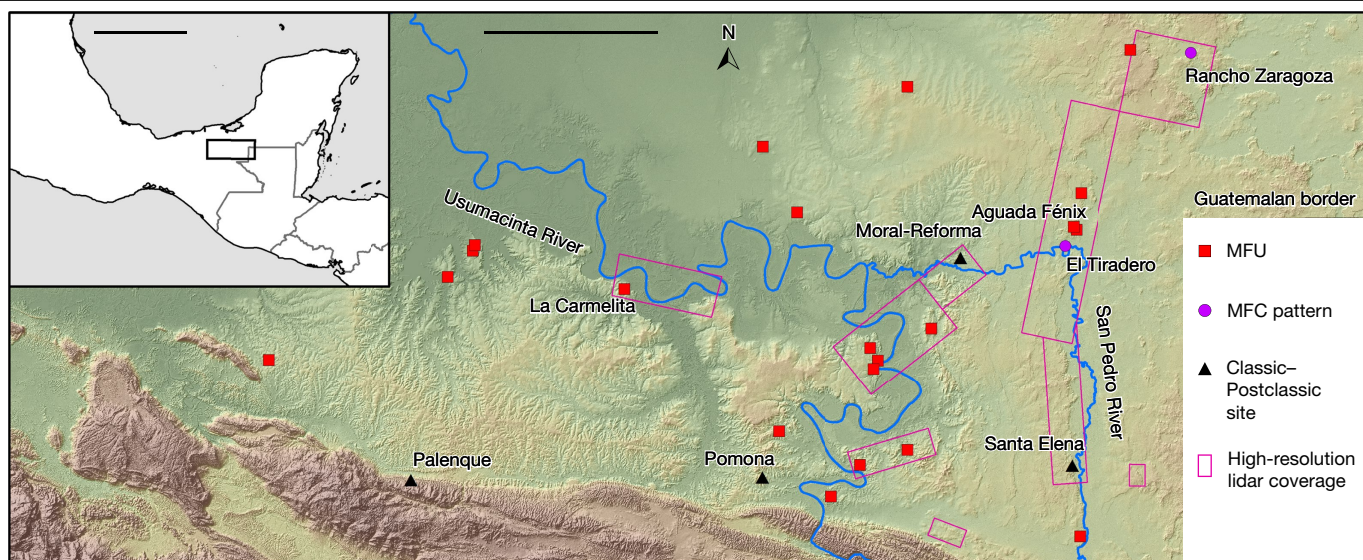 N
Rancho Zaragoza
Usumacinta River
Guatemalan border
Aguada Fénix
Moral-Reforma
El Tiradero
La Carmelita
San Pedro River
Santa Elena
Palenque
Pomona
MFU
MFC pattern
Classic–
Postclassic
site
High-resolution
lidar coverage